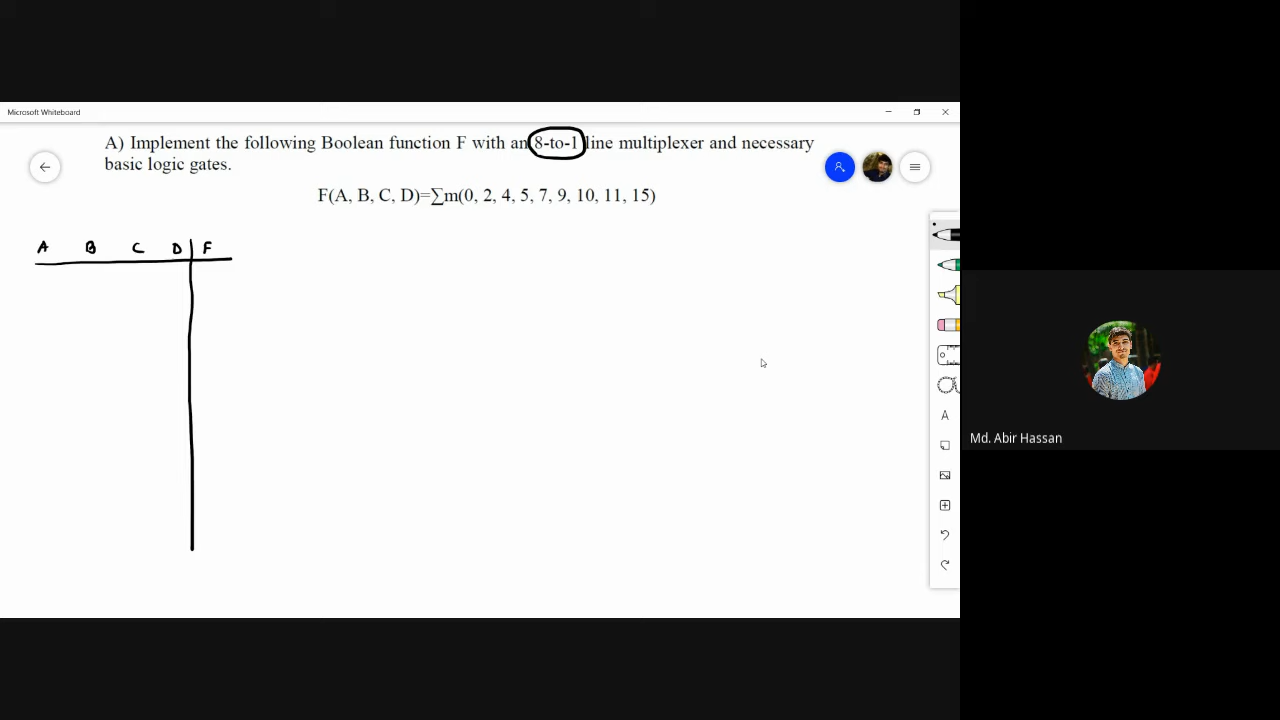 Microsoft Whiteboard
A) Implement the following Boolean function F with an 8-to-1 line multiplexer and necessary
basic logic gates.
F(A, B, C, D)=∑m(0, 2, 4, 5, 7, 9, 10, 11, 15)
A B C D F
A
Md. Abir Hassan